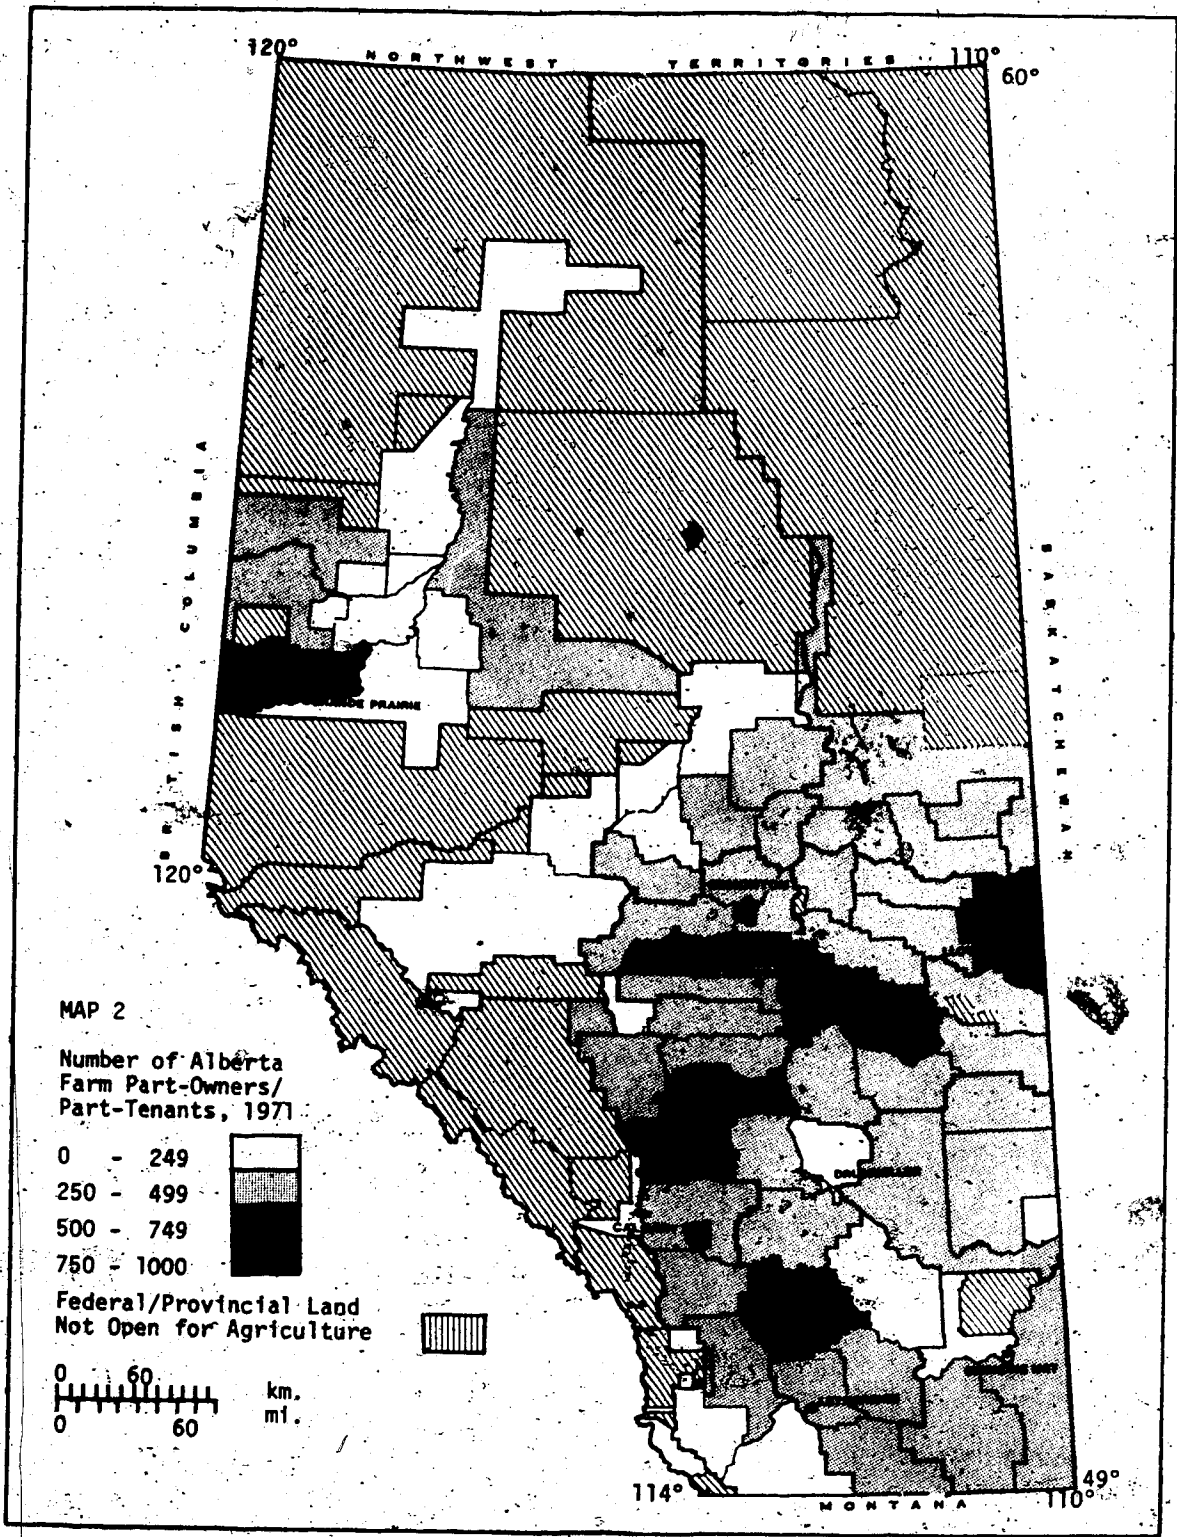 120°
NORTHWEST TERRITORIES
110°
60°
BRITISH COLUMBIA
SASKATCHEWAN
GRANDE PRAIRIE
120°
MAP 2
Number of Alberta
Farm Part-Owners/
Part-Tenants, 1971
0 - 249
250 - 499
500 - 749
750 - 1000
Federal/Provincial Land
Not Open for Agriculture
0 60
km.
mi.
0 60
DRUMHELLER
114°
MONTANA
49°
110°